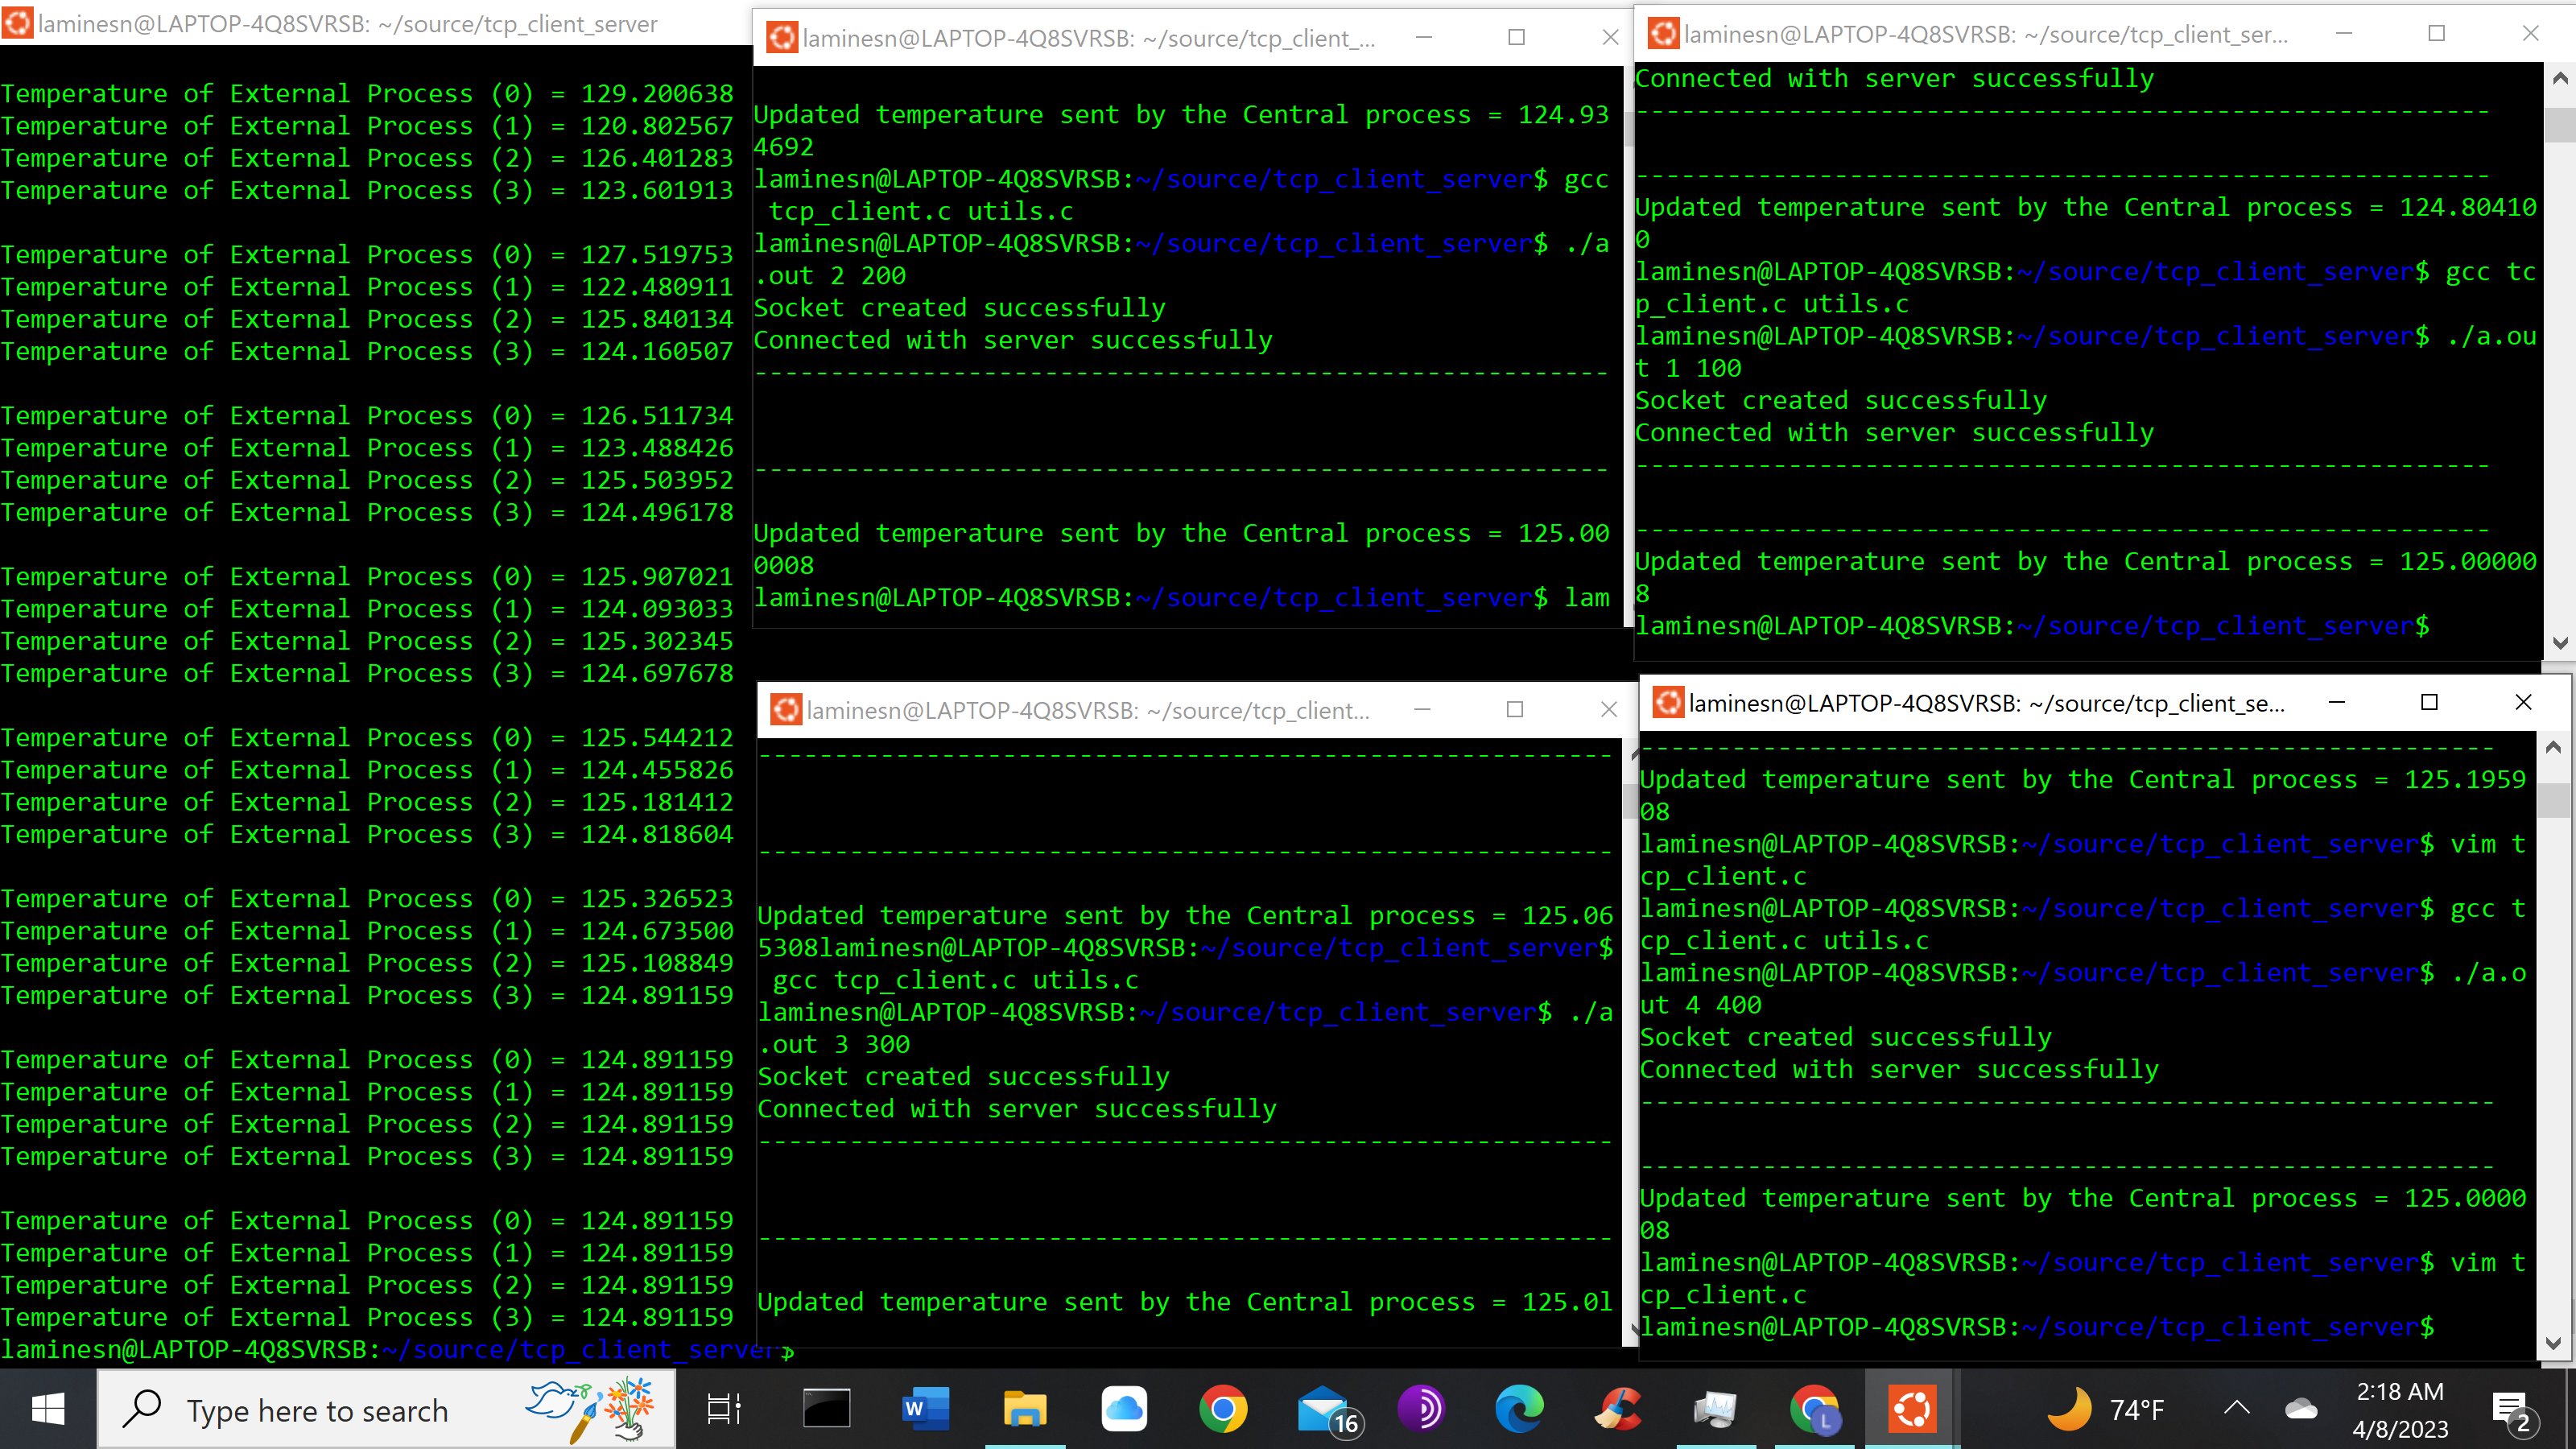 laminesn@LAPTOP-4Q8SVRSB: ~/source/tcp_client_server
Temperature of External Process (0) = 129.200638
Temperature of External Process (1) = 120.802567
Temperature of External Process (2) = 126.401283
Temperature of External Process (3) = 123.601913
Temperature of External Process (0) = 127.519753
Temperature of External Process (1) = 122.480911
Temperature of External Process (2) = 125.840134
Temperature of External Process (3) = 124.160507
Temperature of External Process (0) = 126.511734
Temperature of External Process (1) = 123.488426
Temperature of External Process (2) = 125.503952
Temperature of External Process (3) = 124.496178
Temperature of External Process (0) = 125.907021
Temperature of External Process (1) = 124.093033
Temperature of External Process (2) = 125.302345
Temperature of External Process (3) = 124.697678
Temperature of External Process (0) = 125.544212
Temperature of External Process (1) = 124.455826
Temperature of External Process (2) = 125.181412
Temperature of External Process (3) = 124.818604
Temperature of External Process (0) = 125.326523
Temperature of External Process (1) = 124.673500
Temperature of External Process (2) = 125.108849
Temperature of External Process (3) = 124.891159
Temperature of External Process (0) = 124.891159
Temperature of External Process (1) = 124.891159
Temperature of External Process (2) = 124.891159
Temperature of External Process (3) = 124.891159
Temperature of External Process (0) = 124.891159
Temperature of External Process (1) = 124.891159
Temperature of External Process (2) = 124.891159
Temperature of External Process (3) = 124.891159
laminesn@LAPTOP-4Q8SVRSB:~/source/tcp_client_server$
laminesn@LAPTOP-4Q8SVRSB: ~/source/tcp_client_...
Updated temperature sent by the Central process = 124.93
4692
laminesn@LAPTOP-4Q8SVRSB:~/source/tcp_client_server$ gcc
 tcp_client.c utils.c
laminesn@LAPTOP-4Q8SVRSB:~/source/tcp_client_server$ ./a
.out 2 200
Socket created successfully
Connected with server successfully
--------------------------------------------------------
--------------------------------------------------------
Updated temperature sent by the Central process = 125.00
0008
laminesn@LAPTOP-4Q8SVRSB:~/source/tcp_client_server$ lam
laminesn@LAPTOP-4Q8SVRSB: ~/source/tcp_client_ser...
Connected with server successfully
--------------------------------------------------------
--------------------------------------------------------
Updated temperature sent by the Central process = 124.80410
0
laminesn@LAPTOP-4Q8SVRSB:~/source/tcp_client_server$ gcc tc
p_client.c utils.c
laminesn@LAPTOP-4Q8SVRSB:~/source/tcp_client_server$ ./a.ou
t 1 100
Socket created successfully
Connected with server successfully
--------------------------------------------------------
--------------------------------------------------------
Updated temperature sent by the Central process = 125.00000
8
laminesn@LAPTOP-4Q8SVRSB:~/source/tcp_client_server$
laminesn@LAPTOP-4Q8SVRSB: ~/source/tcp_client...
--------------------------------------------------------
--------------------------------------------------------
Updated temperature sent by the Central process = 125.06
5308laminesn@LAPTOP-4Q8SVRSB:~/source/tcp_client_server$
 gcc tcp_client.c utils.c
laminesn@LAPTOP-4Q8SVRSB:~/source/tcp_client_server$ ./a
.out 3 300
Socket created successfully
Connected with server successfully
--------------------------------------------------------
--------------------------------------------------------
Updated temperature sent by the Central process = 125.0l
laminesn@LAPTOP-4Q8SVRSB: ~/source/tcp_client_se...
--------------------------------------------------------
Updated temperature sent by the Central process = 125.1959
08
laminesn@LAPTOP-4Q8SVRSB:~/source/tcp_client_server$ vim t
cp_client.c
laminesn@LAPTOP-4Q8SVRSB:~/source/tcp_client_server$ gcc t
cp_client.c utils.c
laminesn@LAPTOP-4Q8SVRSB:~/source/tcp_client_server$ ./a.o
ut 4 400
Socket created successfully
Connected with server successfully
--------------------------------------------------------
--------------------------------------------------------
Updated temperature sent by the Central process = 125.0000
08
laminesn@LAPTOP-4Q8SVRSB:~/source/tcp_client_server$ vim t
cp_client.c
laminesn@LAPTOP-4Q8SVRSB:~/source/tcp_client_server$
Type here to search
W
16
L
74°F
2:18 AM
4/8/2023
2